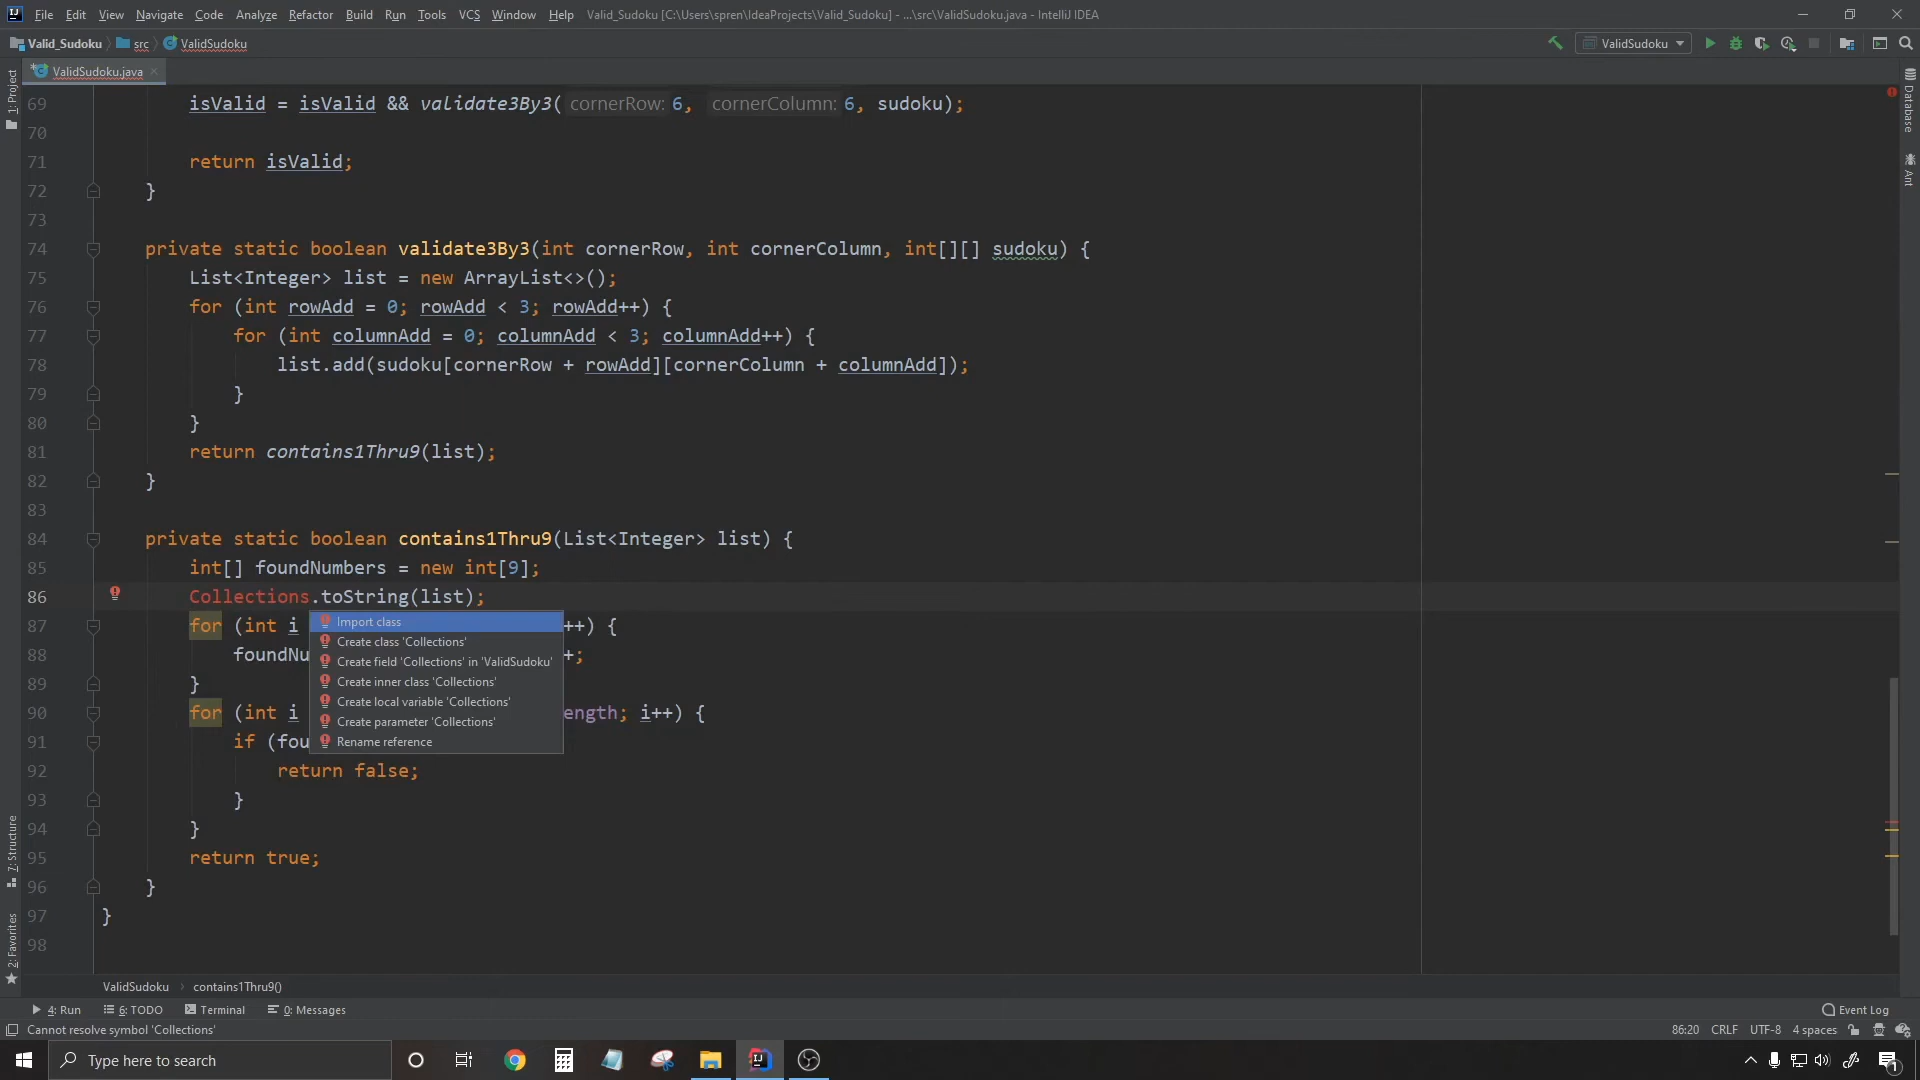 File Edit View Navigate Code Analyze Refactor Build Run Tools VCS Window Help Valid_Sudoku [C:\Users\spren\IdeaProjects\Valid_Sudoku] - ...\src\ValidSudoku.java - IntelliJ IDEA
Valid_Sudoku src ValidSudoku ValidSudoku
ValidSudoku.java
1: Project
Database
Ant
69 isValid = isValid && validate3By3( cornerRow: 6, cornerColumn: 6, sudoku);
70
71 return isValid;
72 }
73
74 private static boolean validate3By3(int cornerRow, int cornerColumn, int[][] sudoku) {
75 List<Integer> list = new ArrayList<>();
76 for (int rowAdd = 0; rowAdd < 3; rowAdd++) {
77 for (int columnAdd = 0; columnAdd < 3; columnAdd++) {
78 list.add(sudoku[cornerRow + rowAdd][cornerColumn + columnAdd]);
79 }
80 }
81 return contains1Thru9(list);
82 }
83
84 private static boolean contains1Thru9(List<Integer> list) {
85 int[] foundNumbers = new int[9];
86 Collections.toString(list);
87 for (int i ++) {
88 foundNu +;
89 }
90 for (int i ength; i++) {
91 if (fou
92 return false;
93 }
94 }
95 return true;
96 }
97 }
98
Import class
Create class 'Collections'
Create field 'Collections' in 'ValidSudoku'
Create inner class 'Collections'
Create local variable 'Collections'
Create parameter 'Collections'
Rename reference
7: Structure
2: Favorites
ValidSudoku contains1Thru9()
4: Run 6: TODO Terminal 0: Messages Event Log
Cannot resolve symbol 'Collections' 86:20 CRLF UTF-8 4 spaces
Type here to search
1